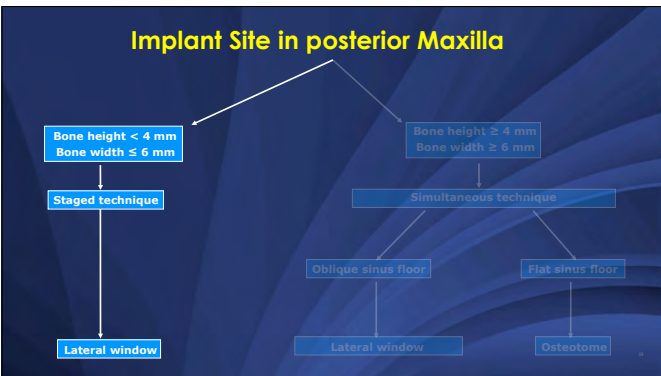 Implant Site in posterior Maxilla
Bone height < 4 mm
Bone width ≤ 6 mm
Bone height ≥ 4 mm
Bone width ≥ 6 mm
Staged technique
Simultaneous technique
Oblique sinus floor
Flat sinus floor
Lateral window
Lateral window
Osteotome